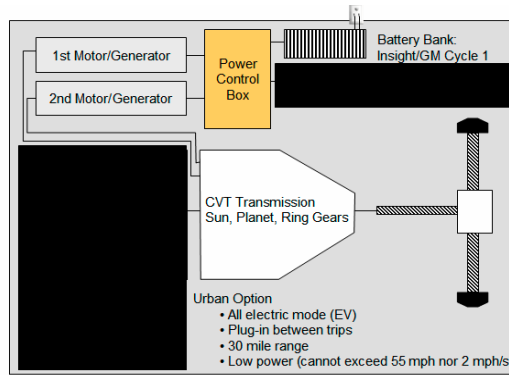 1st Motor/Generator
2nd Motor/Generator
Power
Control
Box
Battery Bank:
Insight/GM Cycle 1
CVT Transmission
Sun, Planet, Ring Gears
Urban Option
• All electric mode (EV)
• Plug-in between trips
• 30 mile range
• Low power (cannot exceed 55 mph nor 2 mph/s